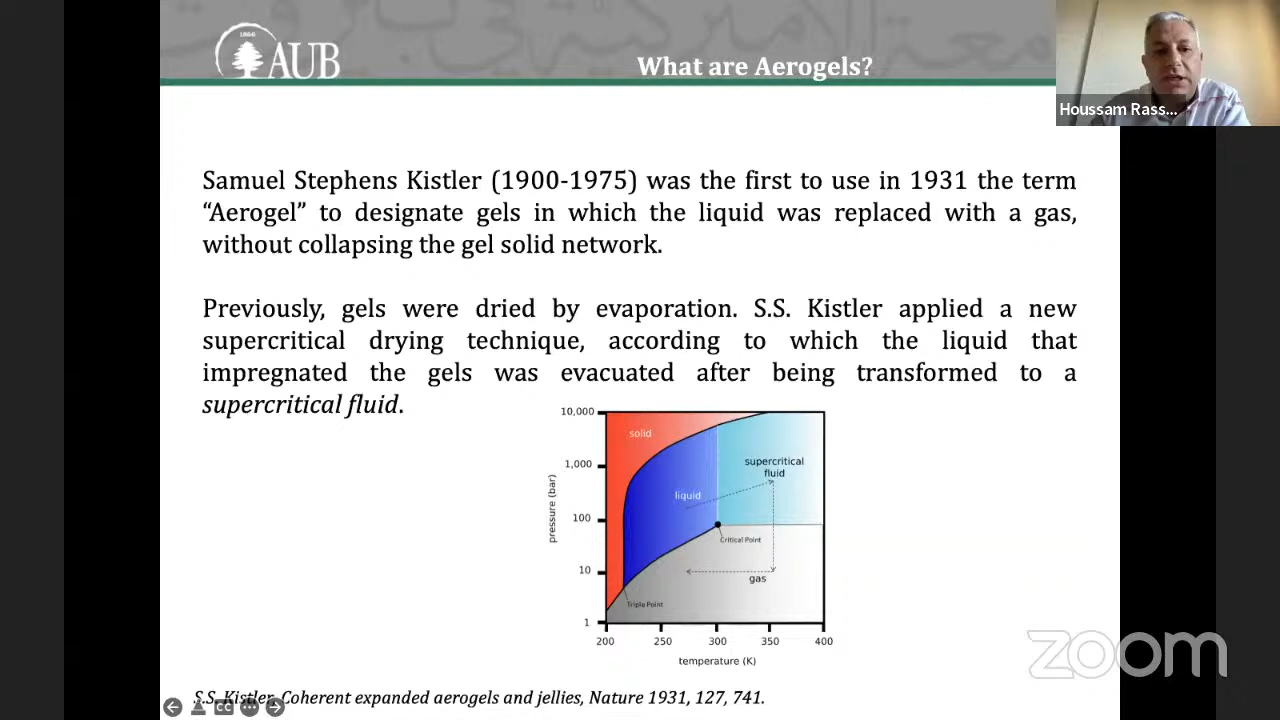 1866
AUB
What are Aerogels?
Houssam Rass...
Samuel Stephens Kistler (1900-1975) was the first to use in 1931 the term
“Aerogel” to designate gels in which the liquid was replaced with a gas,
without collapsing the gel solid network.
Previously, gels were dried by evaporation. S.S. Kistler applied a new
supercritical drying technique, according to which the liquid that
impregnated the gels was evacuated after being transformed to a
supercritical fluid.
10,000
1,000
100
10
1
pressure (bar)
solid
liquid
supercritical
fluid
Critical Point
gas
Triple Point
200 250 300 350 400
temperature (K)
zoom
S.S. Kistler, Coherent expanded aerogels and jellies, Nature 1931, 127, 741.
CC